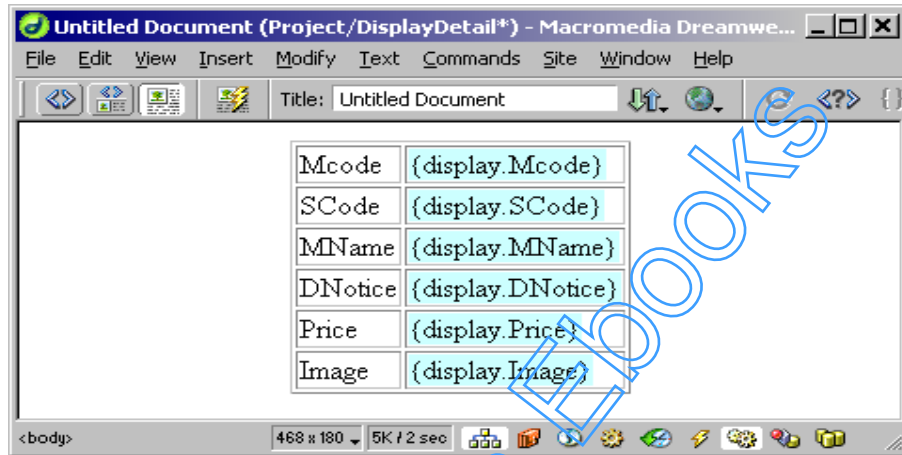 Untitled Document (Project/DisplayDetail*) - Macromedia Dreamwe...
File Edit View Insert Modify Text Commands Site Window Help
Title: Untitled Document
Mcode {display.Mcode}
SCode {display.SCode}
MName {display.MName}
DNotice {display.DNotice}
Price {display.Price}
Image {display.Image}
<body> 468 x 180 5K / 2 sec
Ebooks